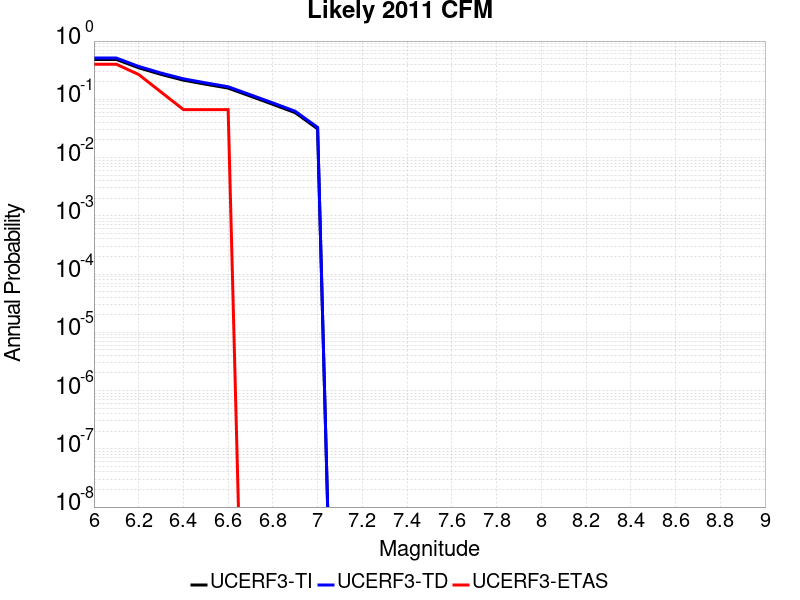 Likely 2011 CFM
10^0
10^-1
10^-2
10^-3
10^-4
10^-5
10^-6
10^-7
10^-8
Annual Probability
6 6.2 6.4 6.6 6.8 7 7.2 7.4 7.6 7.8 8 8.2 8.4 8.6 8.8 9
Magnitude
UCERF3-TI UCERF3-TD UCERF3-ETAS